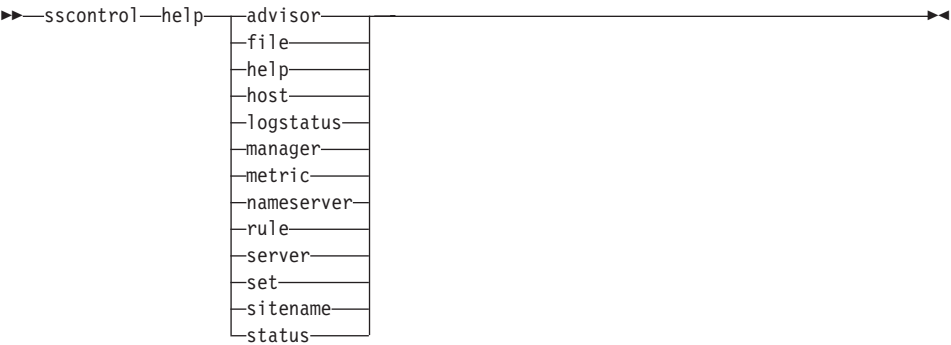 sscontrol help advisor
file
help
host
logstatus
manager
metric
nameserver
rule
server
set
sitename
status